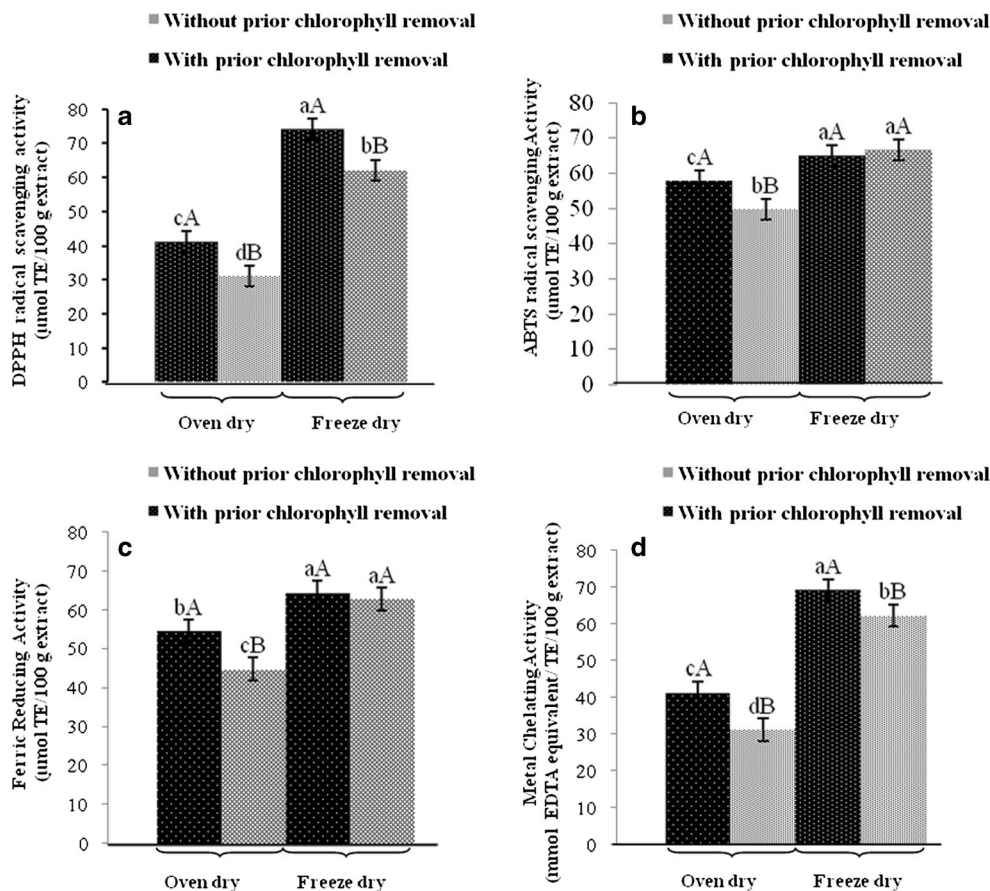 Without prior chlorophyll removal
With prior chlorophyll removal
a
DPPH radical scavenging activity
(µmol TE/100 g extract)
80
70
60
50
40
30
20
10
0
cA
dB
aA
bB
Oven dry
Freeze dry
Without prior chlorophyll removal
With prior chlorophyll removal
b
ABTS radical scavenging Activity
(µmol TE/100 g extract)
80
70
60
50
40
30
20
10
0
cA
bB
aA
aA
Oven dry
Freeze dry
Without prior chlorophyll removal
With prior chlorophyll removal
c
Ferric Reducing Activity
(µmol TE/100 g extract)
80
70
60
50
40
30
20
10
0
bA
cB
aA
aA
Oven dry
Freeze dry
Without prior chlorophyll removal
With prior chlorophyll removal
d
Metal Chelating Activity
(mmol EDTA equivalent/ TE/100 g extract)
80
70
60
50
40
30
20
10
0
cA
dB
aA
bB
Oven dry
Freeze dry